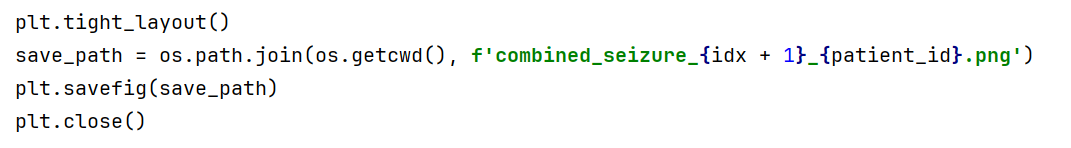 plt.tight_layout()
save_path = os.path.join(os.getcwd(), f'combined_seizure_{idx + 1}_{patient_id}.png')
plt.savefig(save_path)
plt.close()